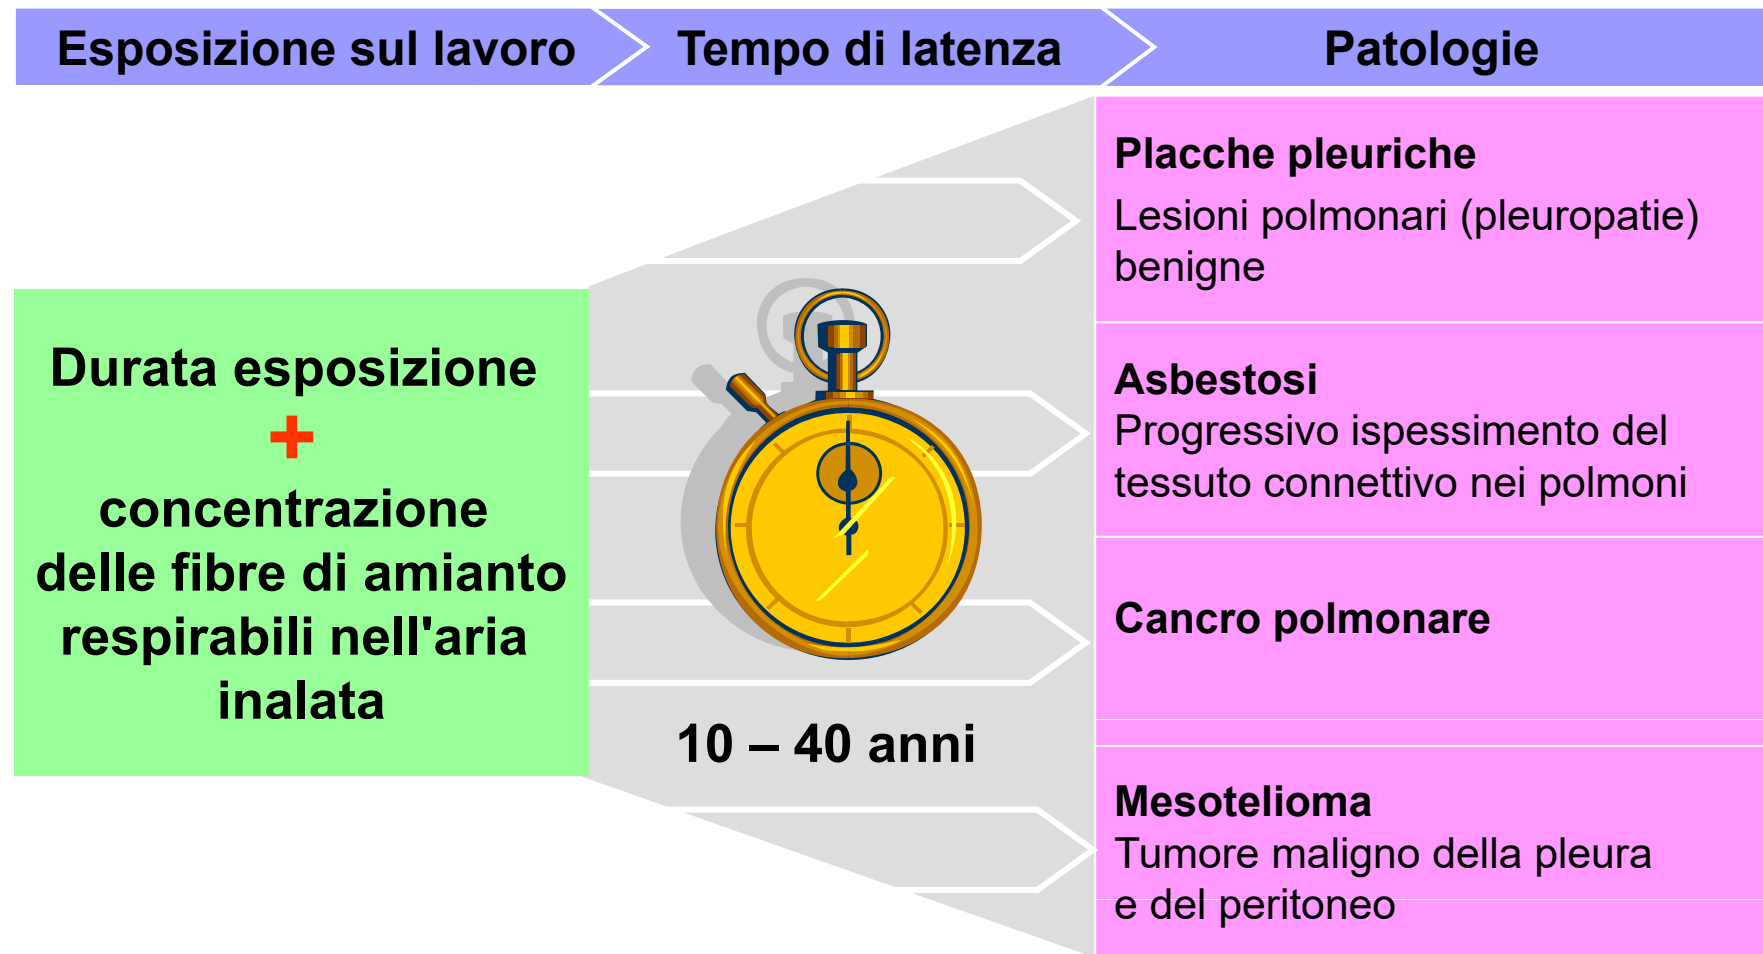 Esposizione sul lavoro
Tempo di latenza
Patologie
Durata esposizione
+
concentrazione
delle fibre di amianto
respirabili nell'aria
inalata
10 – 40 anni
Placche pleuriche
Lesioni polmonari (pleuropatie)
benigne
Asbestosi
Progressivo ispessimento del
tessuto connettivo nei polmoni
Cancro polmonare
Mesotelioma
Tumore maligno della pleura
e del peritoneo